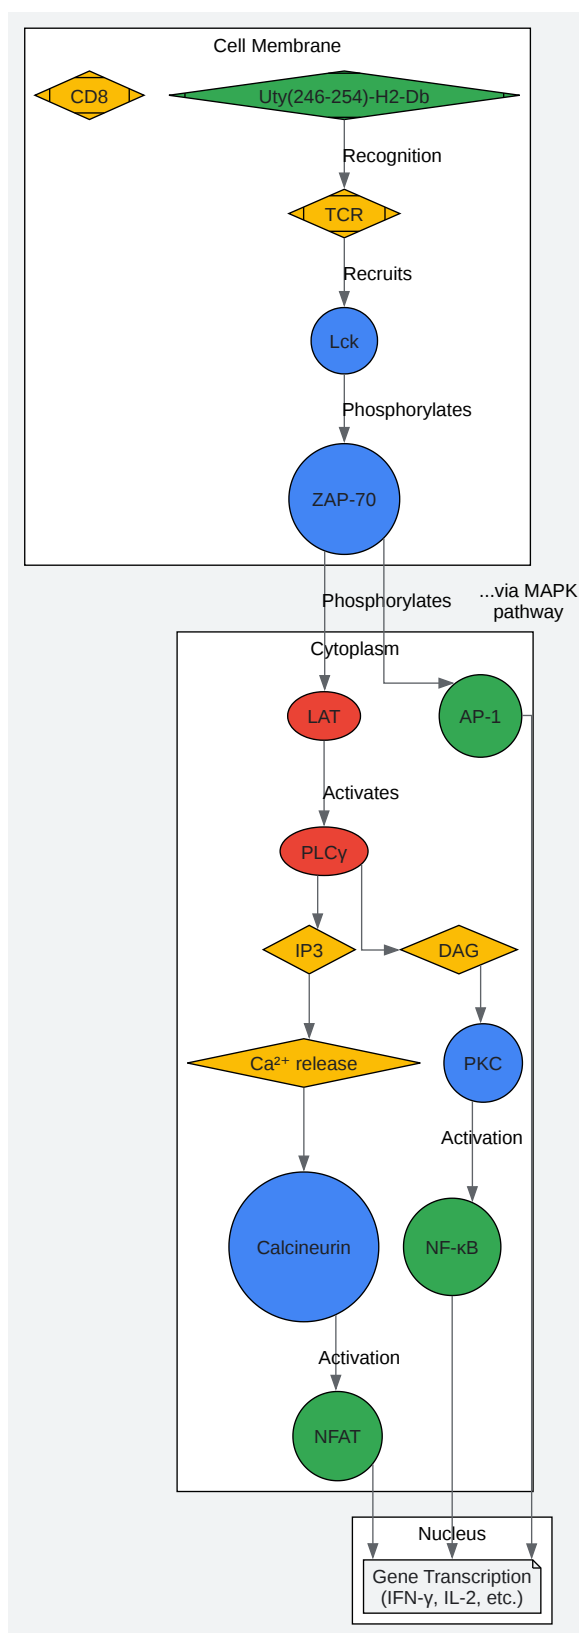 Cell Membrane
CD8
Uty(246-254)-H2-Db
Recognition
TCR
Recruits
Lck
Phosphorylates
ZAP-70
Phosphorylates
...via MAPK
pathway
Cytoplasm
LAT
AP-1
Activates
PLCγ
IP3
DAG
Ca²⁺ release
PKC
Activation
Calcineurin
NF-κB
Activation
NFAT
Nucleus
Gene Transcription
(IFN-γ, IL-2, etc.)